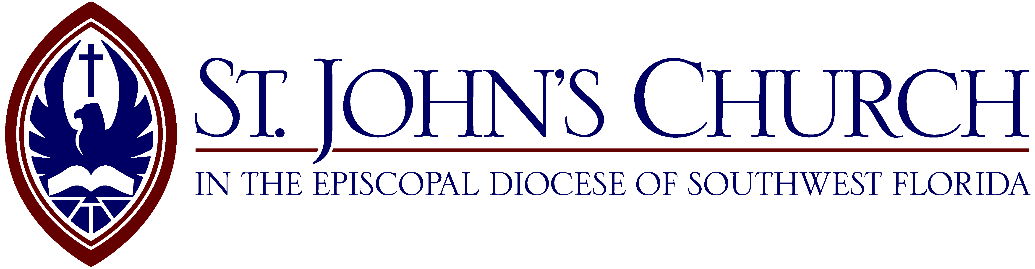 ST. JOHN'S CHURCH
IN THE EPISCOPAL DIOCESE OF SOUTHWEST FLORIDA